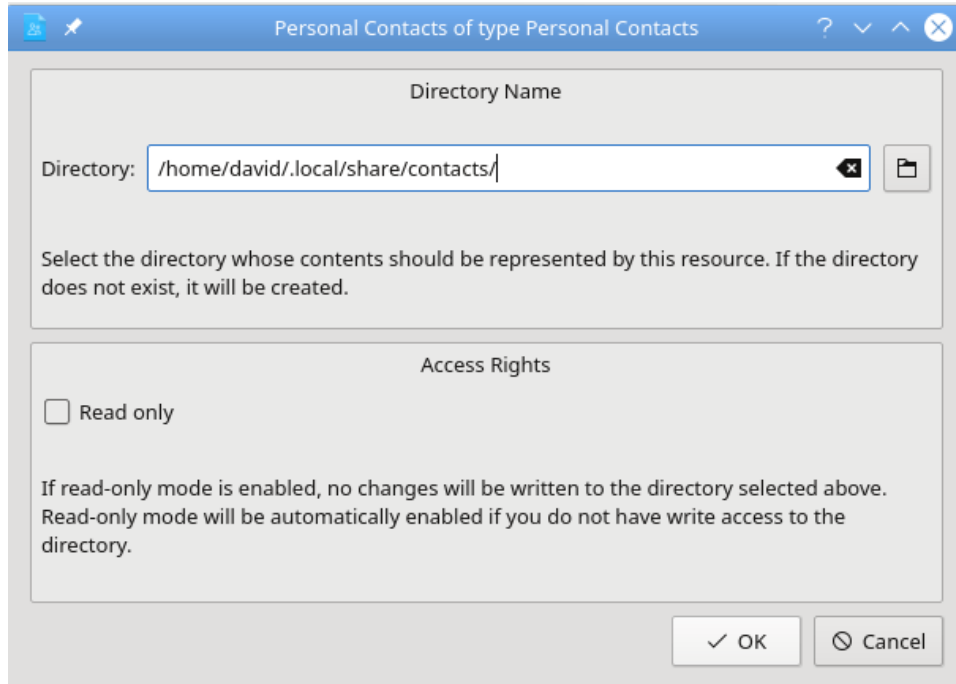 Personal Contacts of type Personal Contacts
Directory Name
Directory: /home/david/.local/share/contacts/
Select the directory whose contents should be represented by this resource. If the directory
does not exist, it will be created.
Access Rights
Read only
If read-only mode is enabled, no changes will be written to the directory selected above.
Read-only mode will be automatically enabled if you do not have write access to the
directory.
OK Cancel